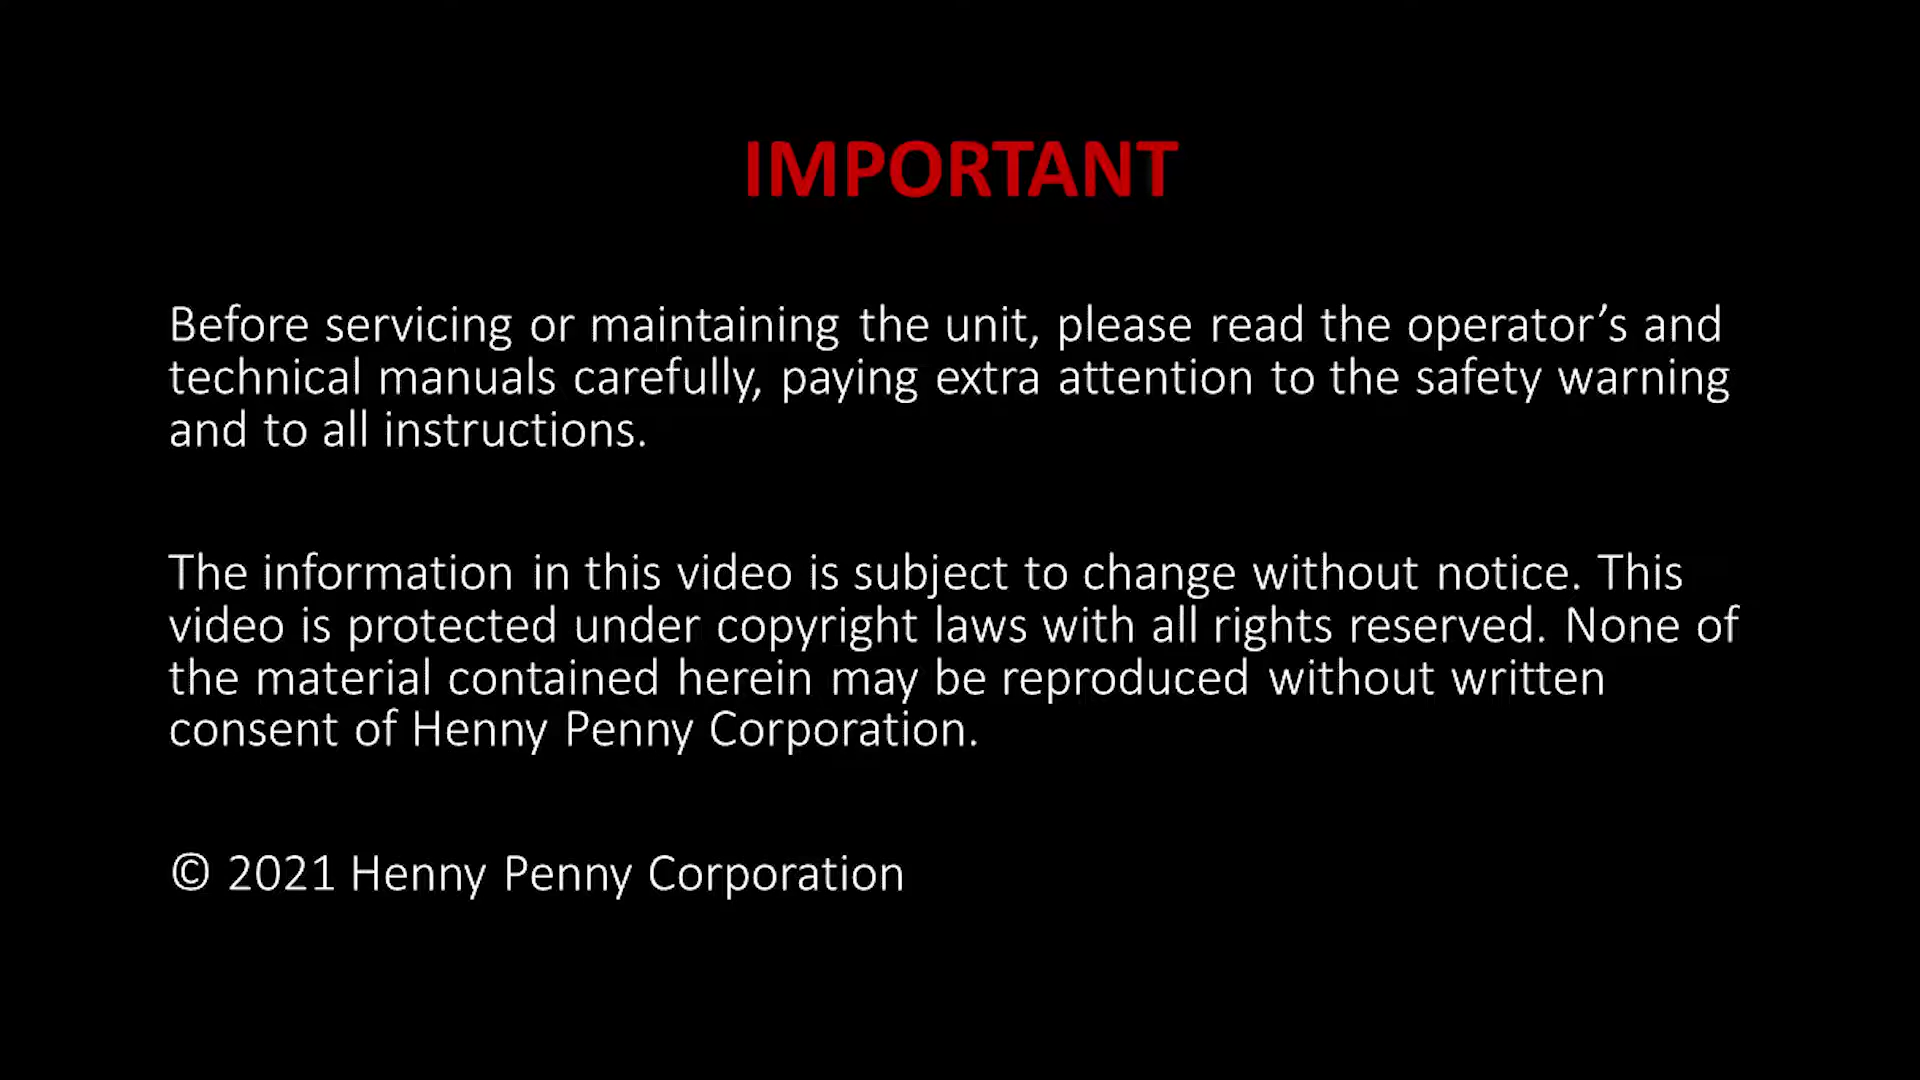 IMPORTANT
Before servicing or maintaining the unit, please read the operator’s and
technical manuals carefully, paying extra attention to the safety warning
and to all instructions.
The information in this video is subject to change without notice. This
video is protected under copyright laws with all rights reserved. None of
the material contained herein may be reproduced without written
consent of Henny Penny Corporation.
© 2021 Henny Penny Corporation